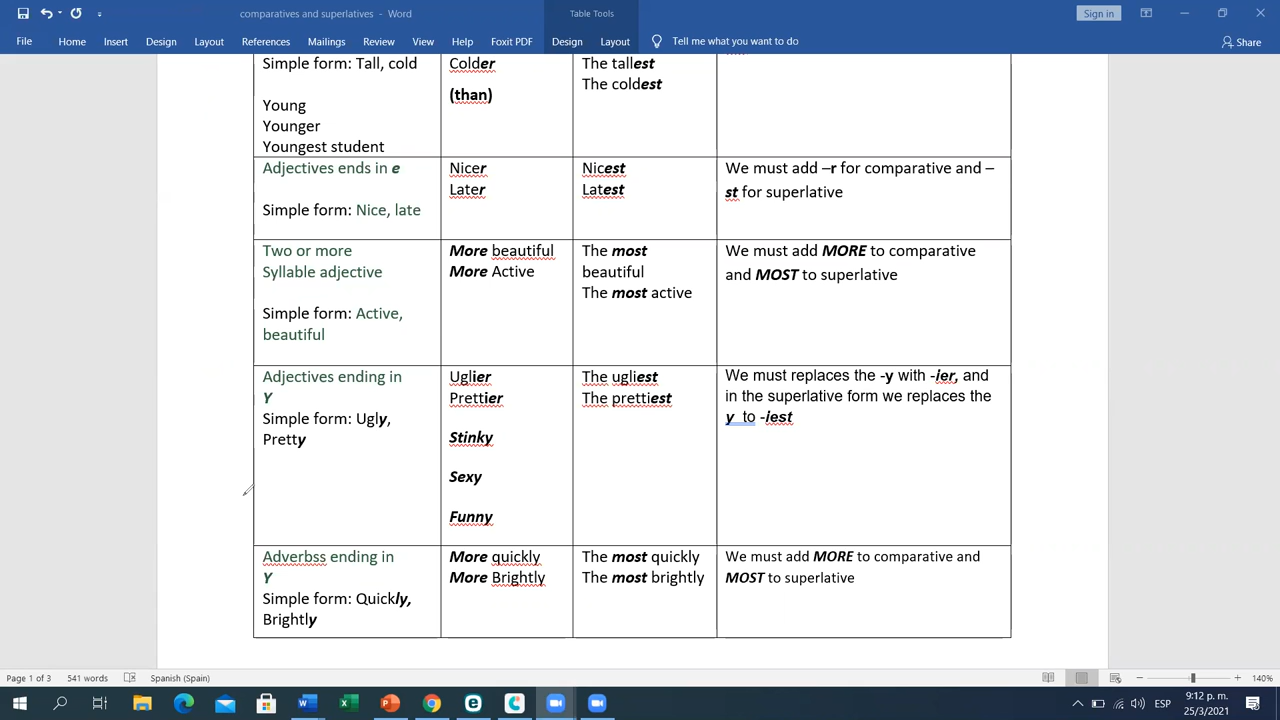 comparatives and superlatives - Word
Table Tools
Sign in
File Home Insert Design Layout References Mailings Review View Help Foxit PDF Design Layout Tell me what you want to do Share
Simple form: Tall, cold
Young
Younger
Youngest student
Colder
(than)
The tallest
The coldest
Adjectives ends in e
Simple form: Nice, late
Nicer
Later
Nicest
Latest
We must add –r for comparative and –
st for superlative
Two or more
Syllable adjective
Simple form: Active,
beautiful
More beautiful
More Active
The most
beautiful
The most active
We must add MORE to comparative
and MOST to superlative
Adjectives ending in
Y
Simple form: Ugly,
Pretty
Uglier
Prettier
Stinky
Sexy
Funny
The ugliest
The prettiest
We must replaces the -y with -ier, and
in the superlative form we replaces the
y to -iest
Adverbss ending in
Y
Simple form: Quickly,
Brightly
More quickly
More Brightly
The most quickly
The most brightly
We must add MORE to comparative and
MOST to superlative
Page 1 of 3 541 words Spanish (Spain) 140%
ESP
9:12 p. m.
25/3/2021